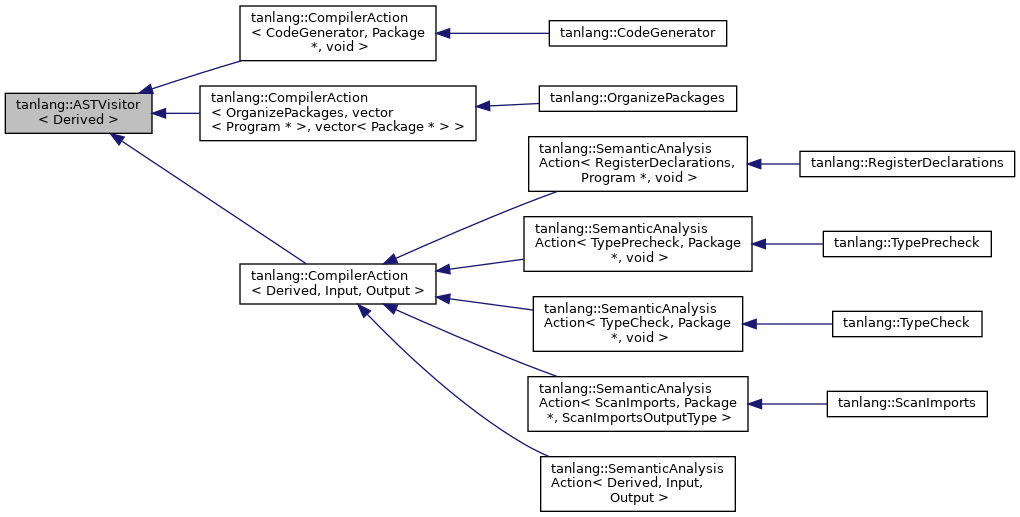 tanlang::ASTVisitor
< Derived >
tanlang::CompilerAction
< CodeGenerator, Package
*, void >
tanlang::CodeGenerator
tanlang::CompilerAction
< OrganizePackages, vector
< Program * >, vector< Package * > >
tanlang::OrganizePackages
tanlang::CompilerAction
< Derived, Input, Output >
tanlang::SemanticAnalysis
Action< RegisterDeclarations,
Program *, void >
tanlang::RegisterDeclarations
tanlang::SemanticAnalysis
Action< TypePrecheck, Package
*, void >
tanlang::TypePrecheck
tanlang::SemanticAnalysis
Action< TypeCheck, Package
*, void >
tanlang::TypeCheck
tanlang::SemanticAnalysis
Action< ScanImports, Package
*, ScanImportsOutputType >
tanlang::ScanImports
tanlang::SemanticAnalysis
Action< Derived, Input,
Output >